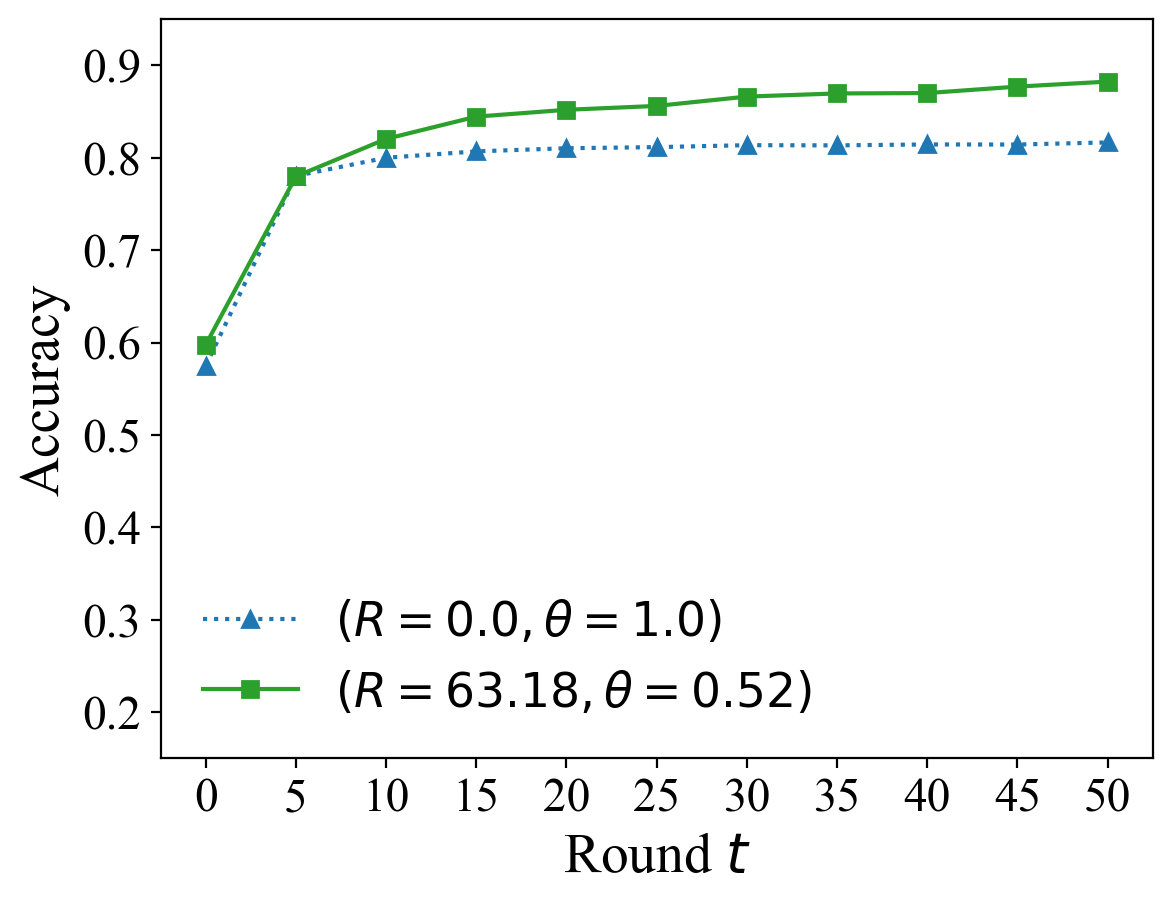 0.9
0.8
0.7
0.6
0.5
0.4
0.3
0.2
Accuracy
(R = 0.0, θ = 1.0)
(R = 63.18, θ = 0.52)
0 5 10 15 20 25 30 35 40 45 50
Round t